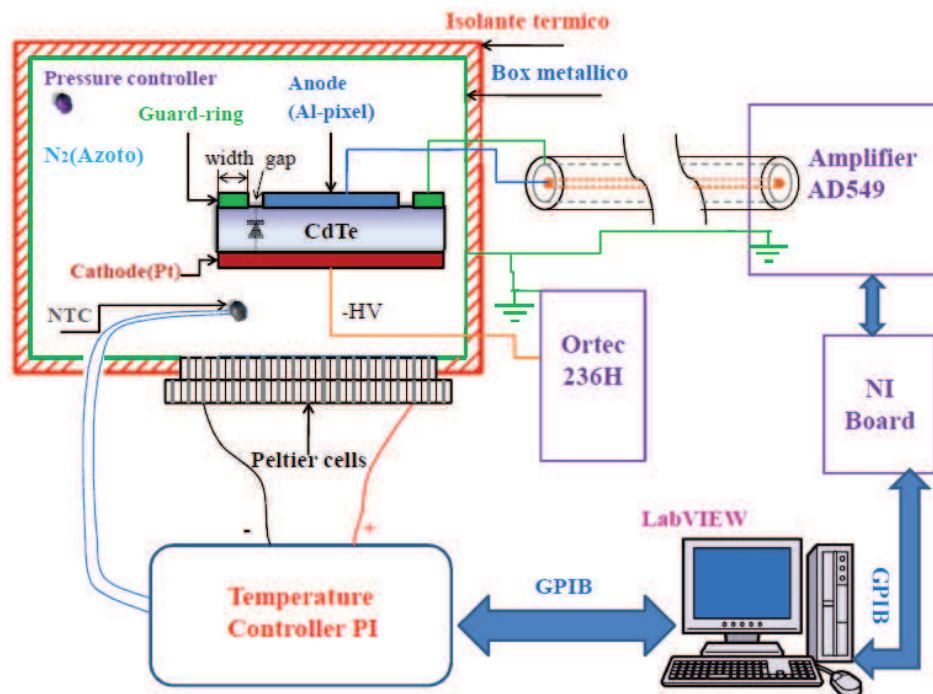 Isolante termico
Box metallico
Pressure controller
Anode
(Al-pixel)
Guard-ring
N2(Azoto)
width
gap
Amplifier
AD549
CdTe
Cathode(Pt)
NTC
-HV
Ortec
236H
NI
Board
Peltier cells
-
+
LabVIEW
Temperature
Controller PI
GPIB
GPIB